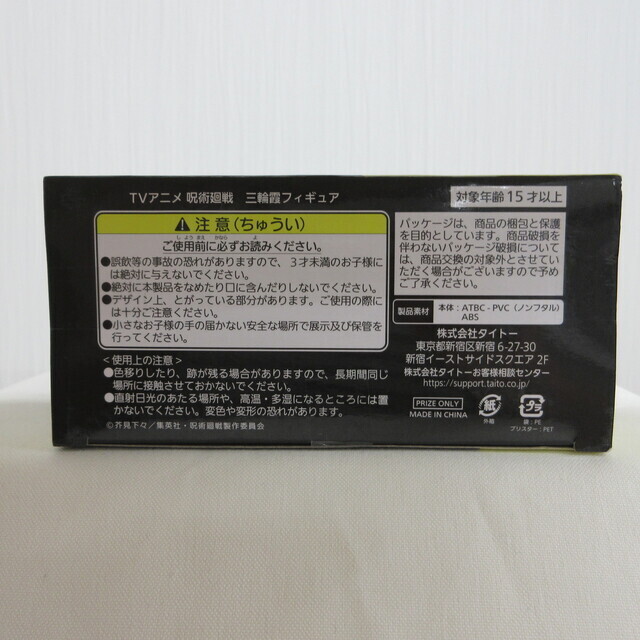 TVアニメ 呪術廻戦　三輪霞フィギュア
対象年齢15才以上
注意（ちゅうい）
しようまえ かなら よ
ご使用前に必ずお読みください。
●誤飲等の事故の恐れがありますので、３才未満のお子様には絶対に与えないでください。
●絶対に本製品をなめたり口に含んだりしないでください。
●デザイン上、とがっている部分があります。ご使用の際には十分ご注意ください。
●小さなお子様の手の届かない安全な場所で展示及び保管を行ってください。
＜使用上の注意＞
●色移りしたり、跡が残る場合がありますので、長期間同じ場所に接触させておかないでください。
●直射日光のあたる場所や、高温・多湿になるところには置かないでください。変色や変形の恐れがあります。
©芥見下々／集英社・呪術廻戦製作委員会
パッケージは、商品の梱包と保護
を目的としています。商品破損を
伴わないパッケージ破損について
は、商品交換の対象外とさせてい
ただく場合がございますので予め
ご了承ください。
製品素材
本体：ATBC-PVC（ノンフタル）
ABS
株式会社タイトー
東京都新宿区新宿 6-27-30
新宿イーストサイドスクエア 2F
株式会社タイトーお客様相談センター
https://support.taito.co.jp/
PRIZE ONLY
MADE IN CHINA
紙
外箱
プラ
袋：PE
ブリスター：PET